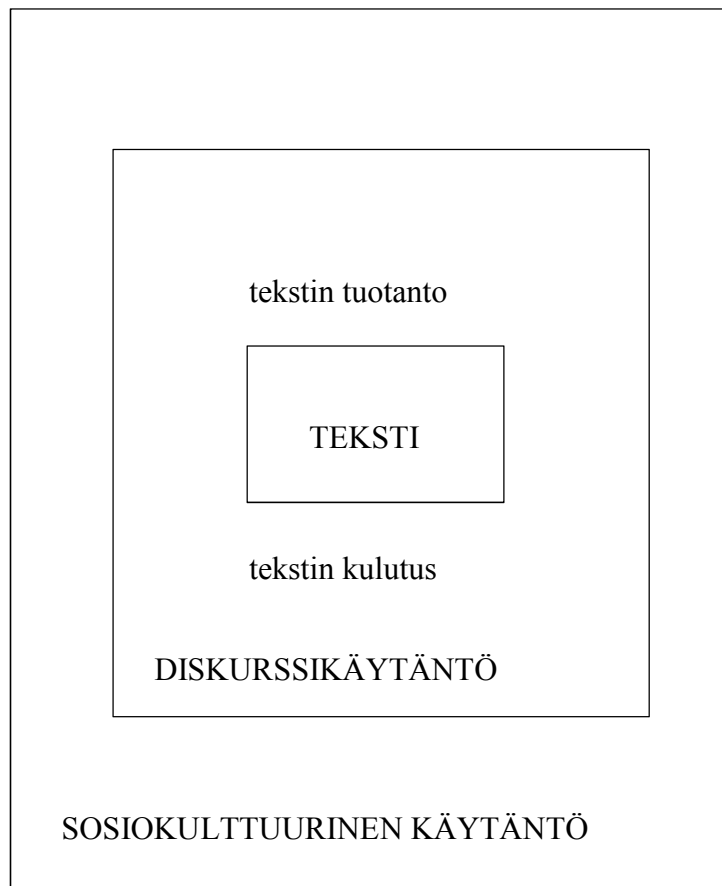 tekstin tuotanto
TEKSTI
tekstin kulutus
DISKURSSIKÄYTÄNTÖ
SOSIOKULTTUURINEN KÄYTÄNTÖ